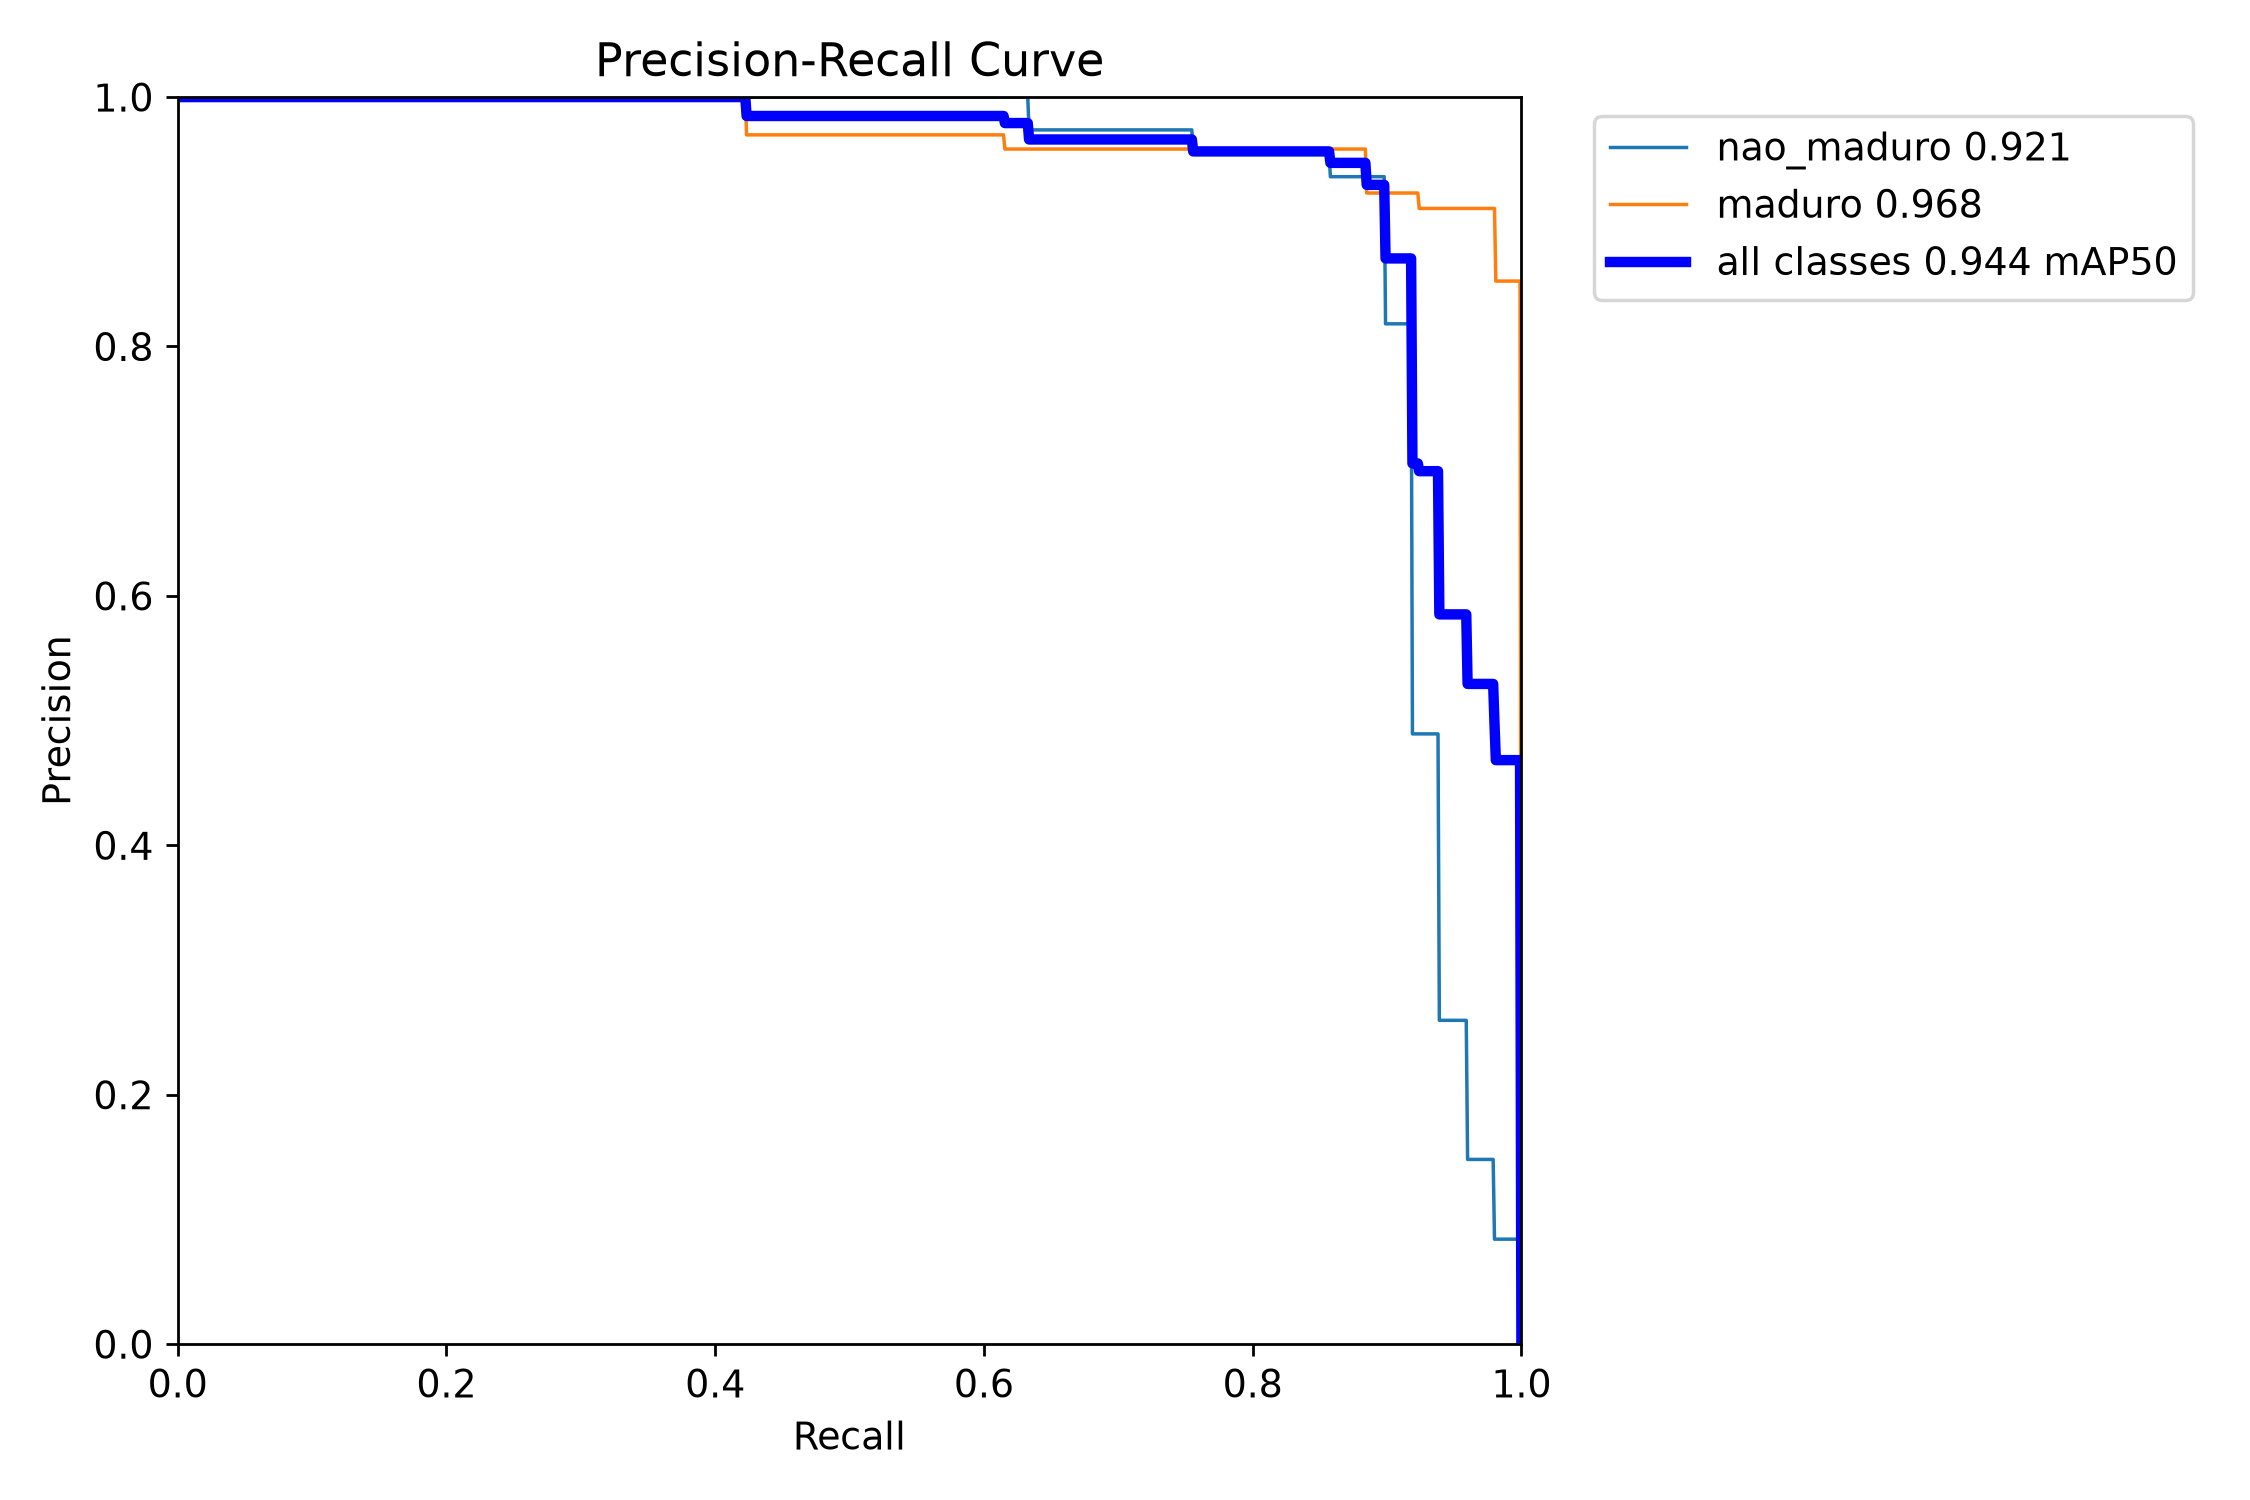 Precision-Recall Curve
nao_maduro 0.921
maduro 0.968
all classes 0.944 mAP50
Precision
1.0
0.8
0.6
0.4
0.2
0.0
0.0 0.2 0.4 0.6 0.8 1.0
Recall